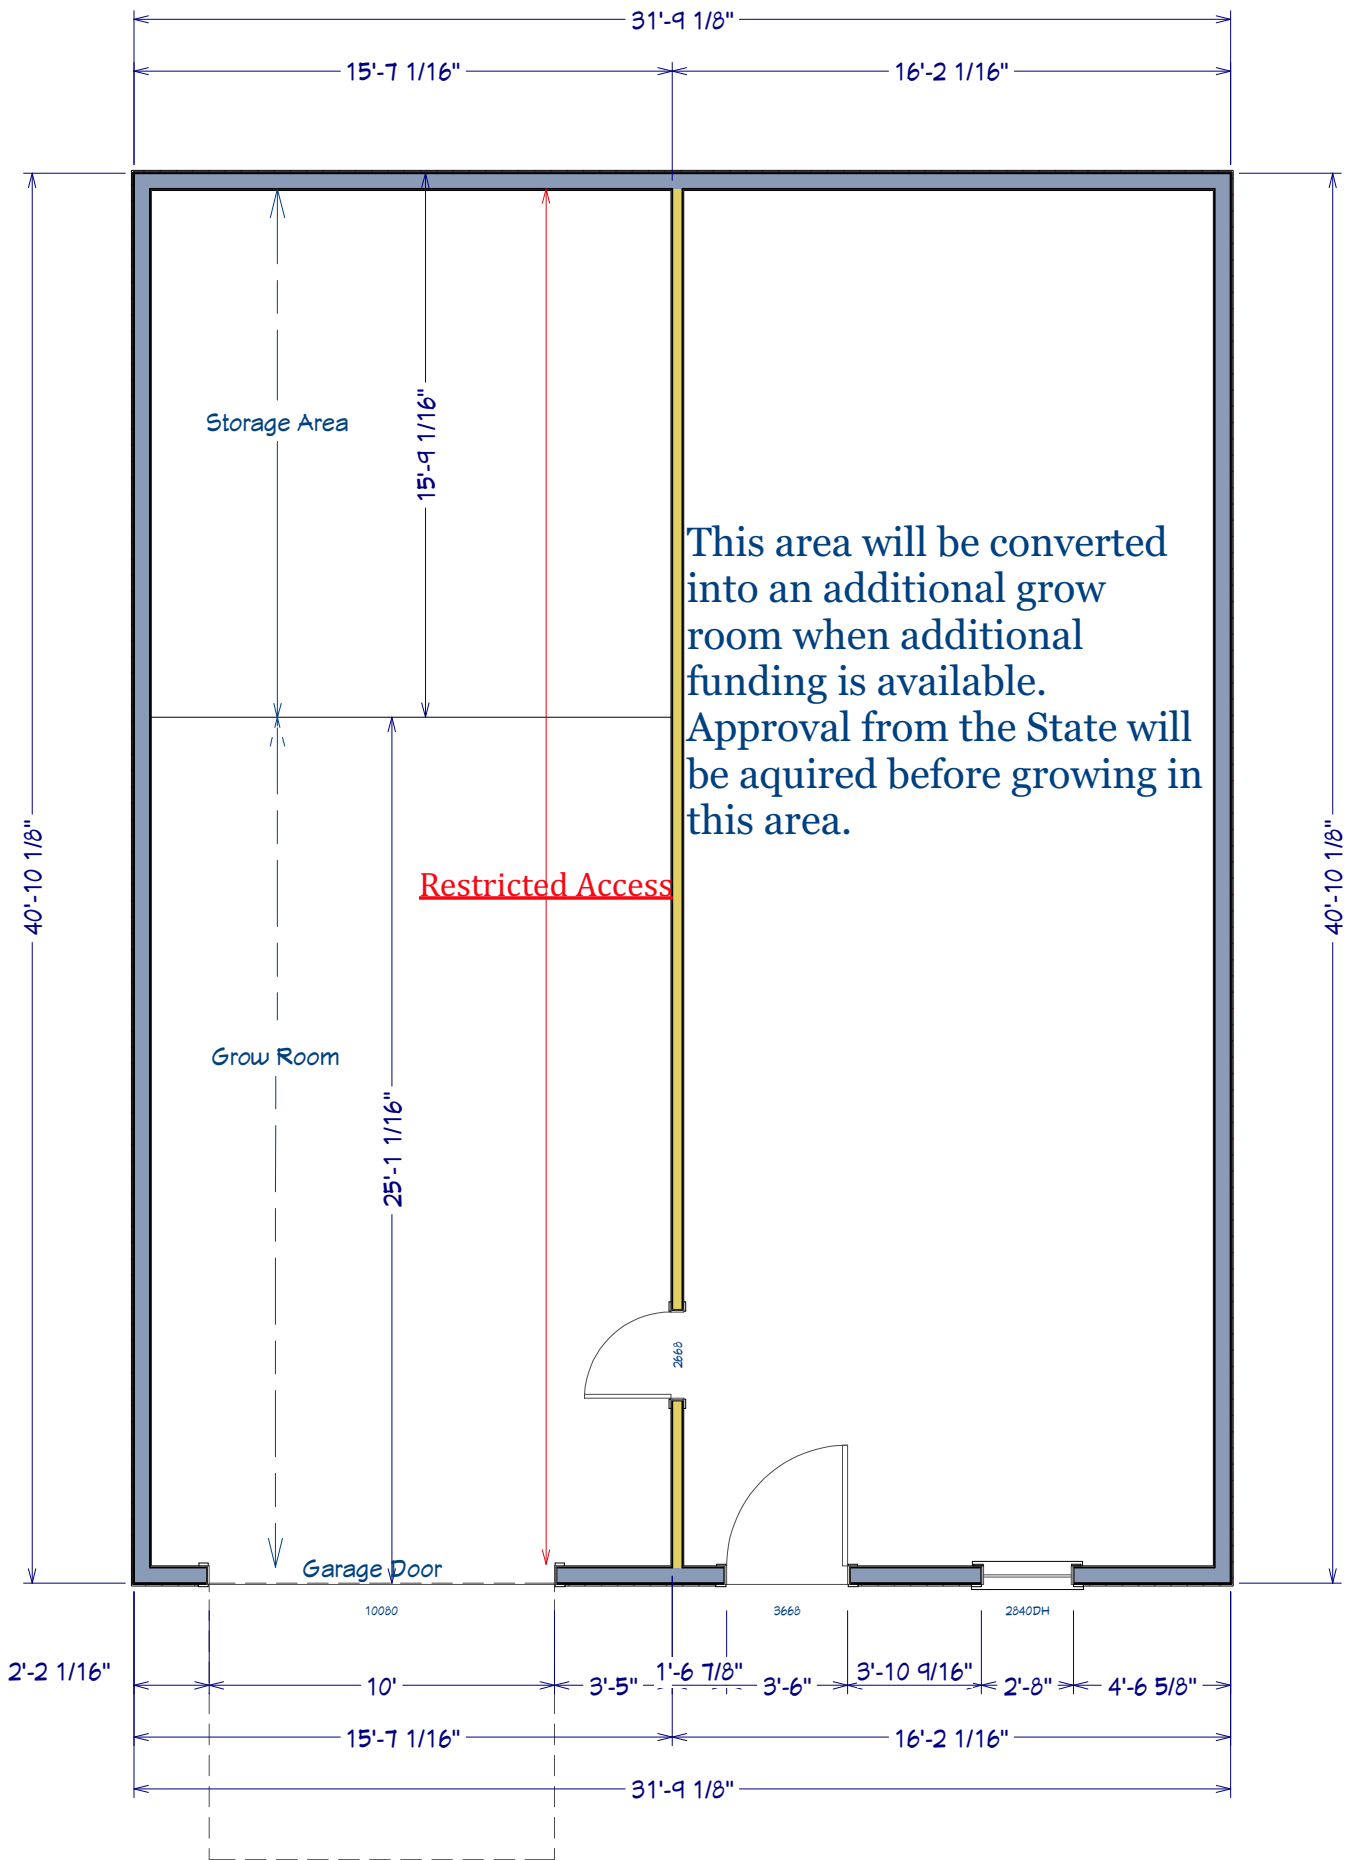 31'-9 1/8"
15'-7 1/16"
16'-2 1/16"
Storage Area
15'-9 1/16"
This area will be converted
into an additional grow
room when additional
funding is available.
Approval from the State will
be aquired before growing in
this area.
40'-10 1/8"
40'-10 1/8"
Restricted Access
Grow Room
25'-1 1/16"
2668
Garage Door
10080
3668
2840DH
2'-2 1/16"
10'
3'-5"
1'-6 7/8"
3'-6"
3'-10 9/16"
2'-8"
4'-6 5/8"
15'-7 1/16"
16'-2 1/16"
31'-9 1/8"